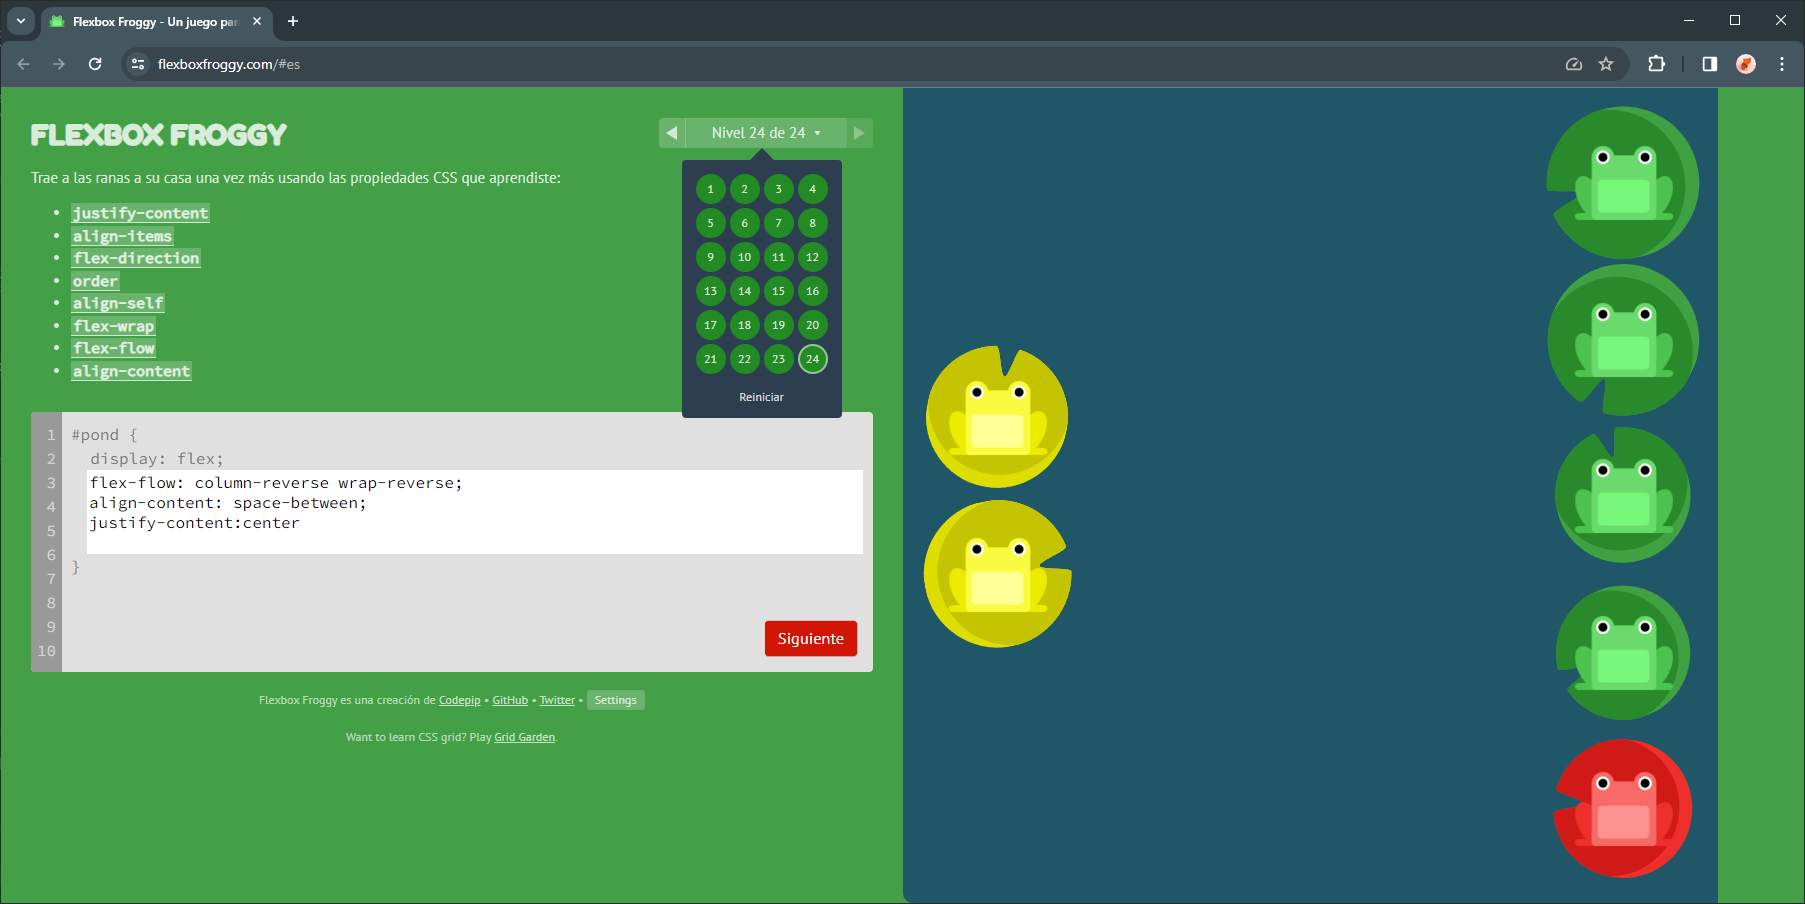 Flexbox Froggy - Un juego par
flexboxfroggy.com/#es
FLEXBOX FROGGY
Nivel 24 de 24
Trae a las ranas a su casa una vez más usando las propiedades CSS que aprendiste:
justify-content
align-items
flex-direction
order
align-self
flex-wrap
flex-flow
align-content
1 2 3 4
5 6 7 8
9 10 11 12
13 14 15 16
17 18 19 20
21 22 23 24
Reiniciar
1 #pond {
2 display: flex;
3 flex-flow: column-reverse wrap-reverse;
4 align-content: space-between;
5 justify-content:center
6
7 }
8
9
10
Siguiente
Flexbox Froggy es una creación de Codepip • GitHub • Twitter • Settings
Want to learn CSS grid? Play Grid Garden.